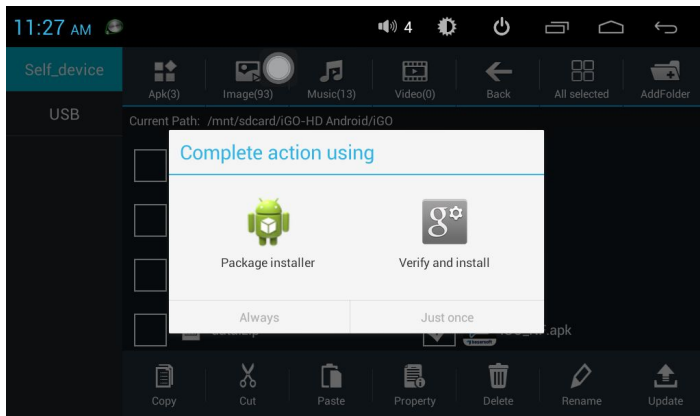 11:27 AM 4
Self_device
USB
Apk(3) Image(93) Music(13) Video(0) Back All selected AddFolder
Current Path: /mnt/sdcard/iGO-HD Android/iGO
Complete action using
Package installer Verify and install
Always Just once
.apk
Copy Cut Paste Property Delete Rename Update